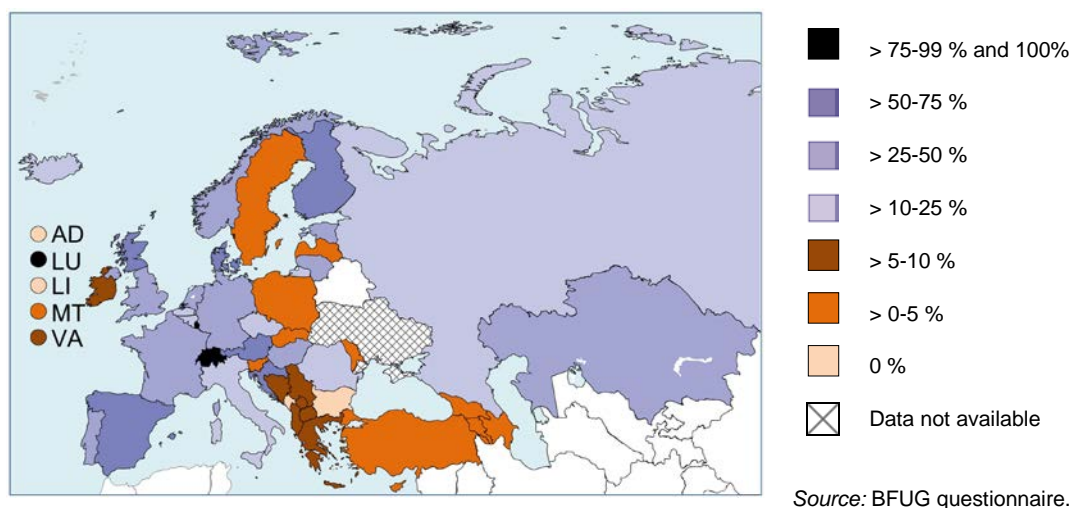 AD
LU
LI
MT
VA
> 75-99 % and 100%
> 50-75 %
> 25-50 %
> 10-25 %
> 5-10 %
> 0-5 %
0 %
Data not available
Source: BFUG questionnaire.